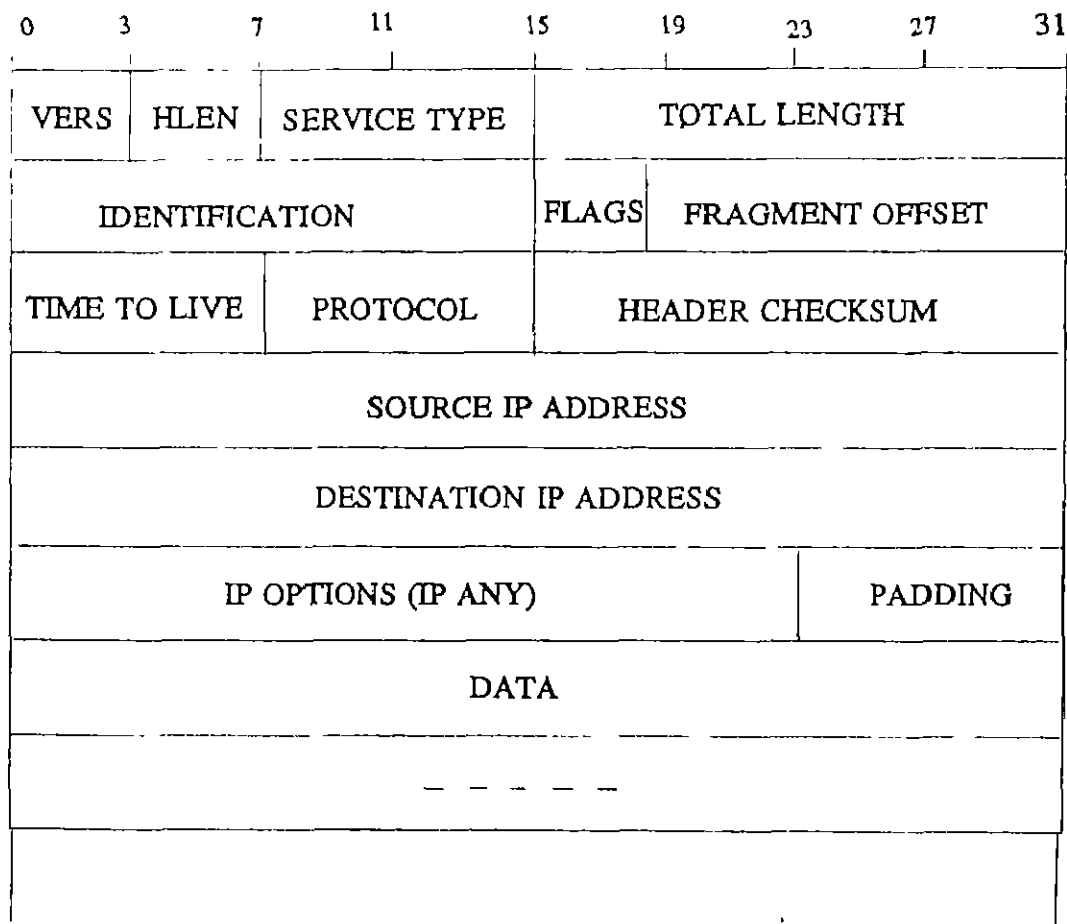 0 3 7 11 15 19 23 27 31
VERS HLEN SERVICE TYPE TOTAL LENGTH
IDENTIFICATION FLAGS FRAGMENT OFFSET
TIME TO LIVE PROTOCOL HEADER CHECKSUM
SOURCE IP ADDRESS
DESTINATION IP ADDRESS
IP OPTIONS (IP ANY) PADDING
DATA
– – – – –